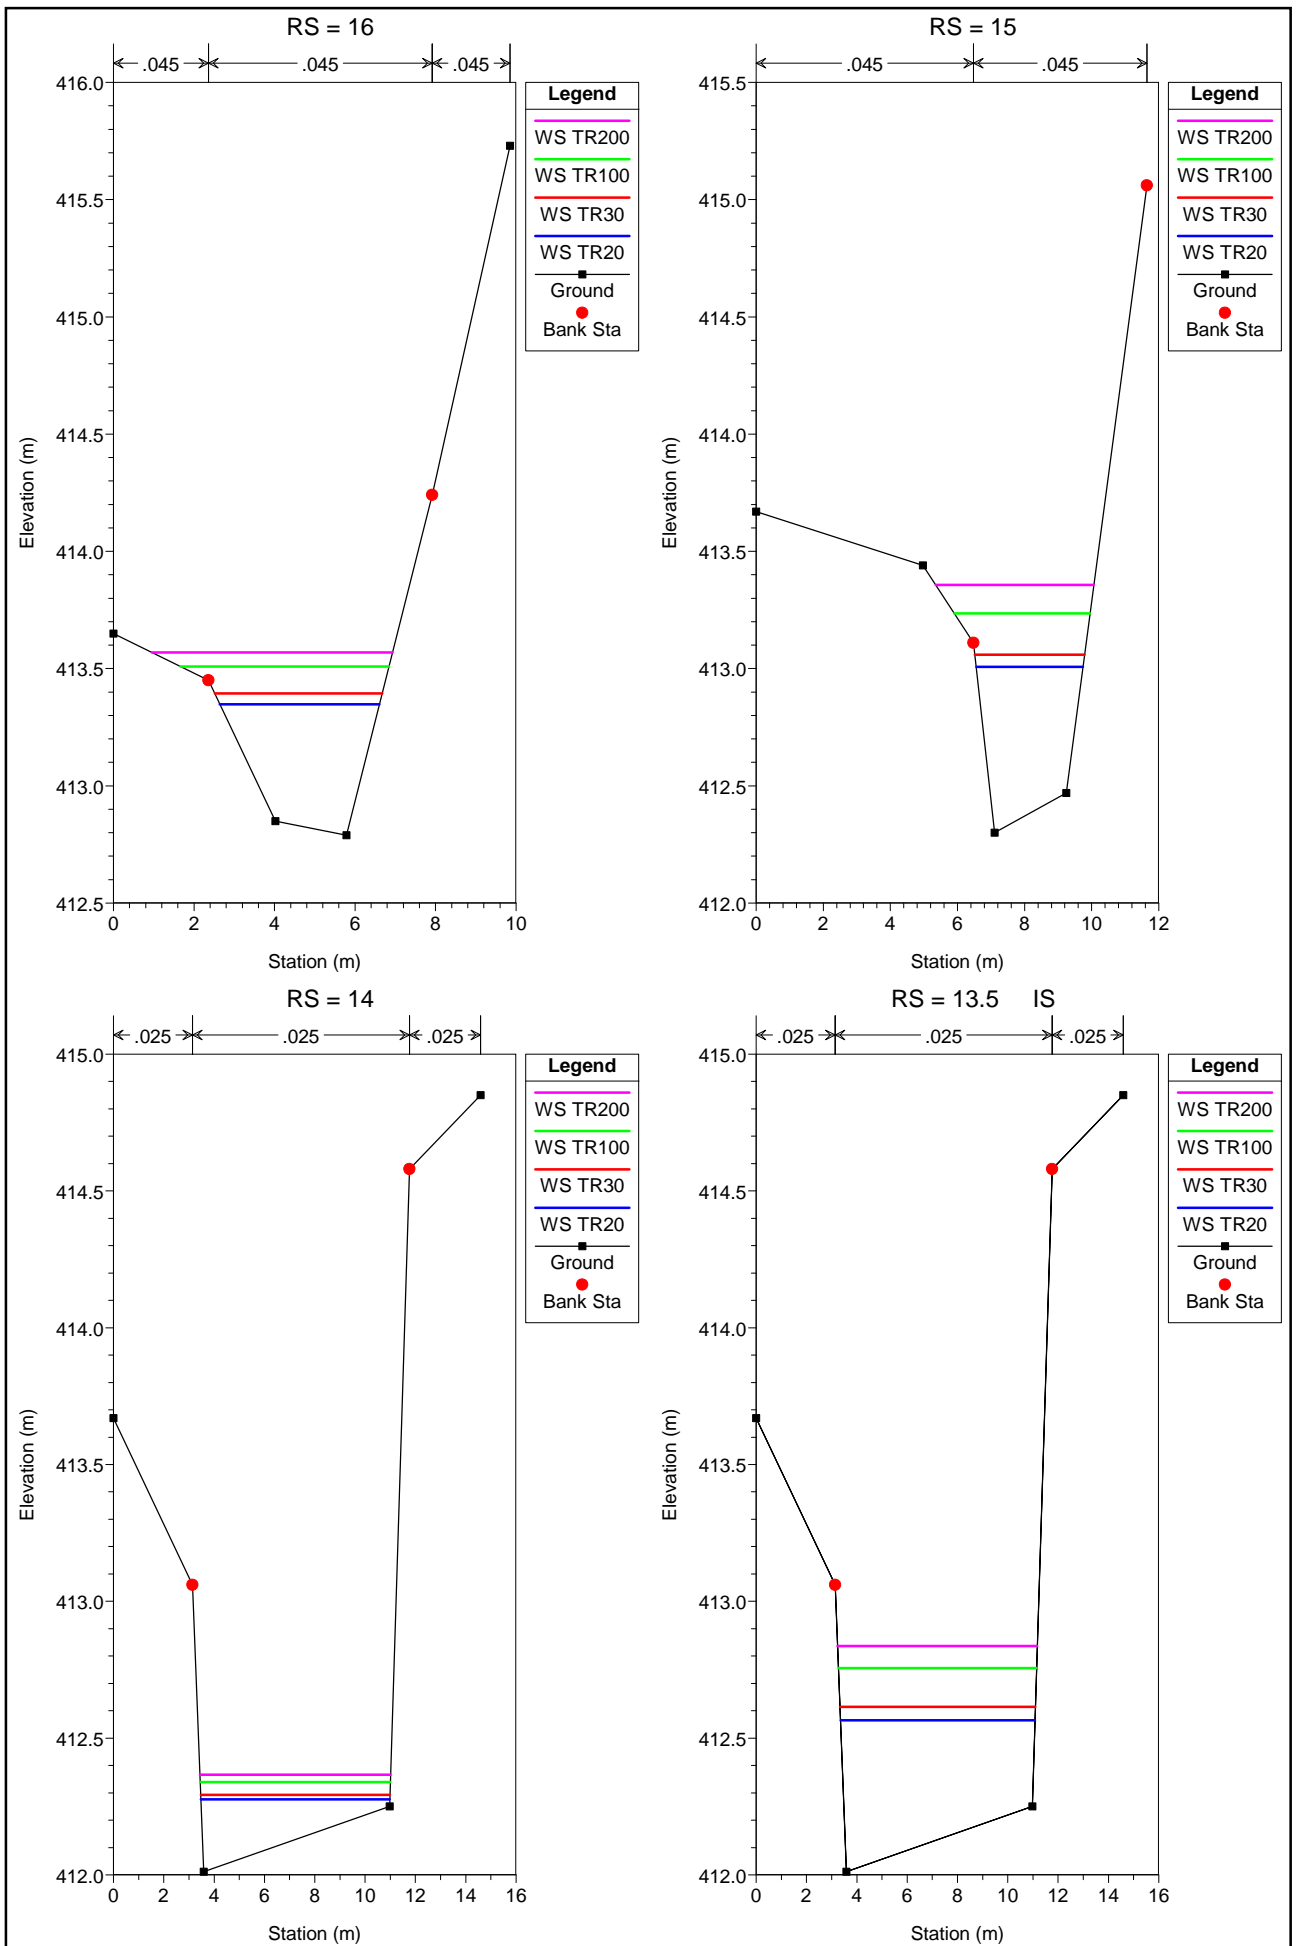 RS = 16
.045 .045 .045
416.0
415.5
415.0
414.5
414.0
413.5
413.0
412.5
0 2 4 6 8 10
Station (m)
Elevation (m)
Legend
WS TR200
WS TR100
WS TR30
WS TR20
Ground
Bank Sta
RS = 15
.045 .045
415.5
415.0
414.5
414.0
413.5
413.0
412.5
412.0
0 2 4 6 8 10 12
Station (m)
Elevation (m)
Legend
WS TR200
WS TR100
WS TR30
WS TR20
Ground
Bank Sta
RS = 14
.025 .025 .025
415.0
414.5
414.0
413.5
413.0
412.5
412.0
0 2 4 6 8 10 12 14 16
Station (m)
Elevation (m)
Legend
WS TR200
WS TR100
WS TR30
WS TR20
Ground
Bank Sta
RS = 13.5 IS
.025 .025 .025
415.0
414.5
414.0
413.5
413.0
412.5
412.0
0 2 4 6 8 10 12 14 16
Station (m)
Elevation (m)
Legend
WS TR200
WS TR100
WS TR30
WS TR20
Ground
Bank Sta